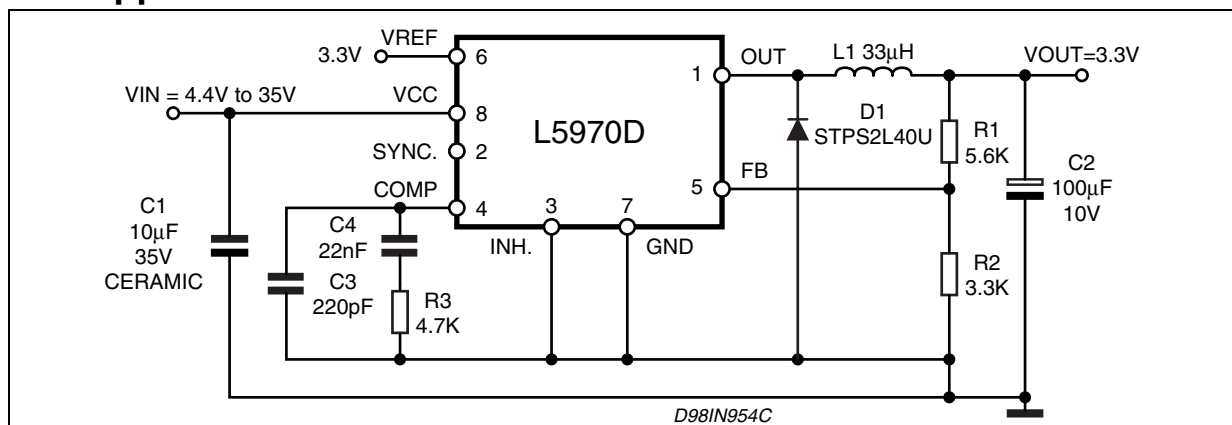 VREF
3.3V
6
VIN = 4.4V to 35V
VCC
8
SYNC.
2
COMP
4
L5970D
3
7
INH.
GND
1
OUT
L1 33μH
VOUT=3.3V
D1
STPS2L40U
R1
5.6K
5
FB
C2
100μF
10V
R2
3.3K
C1
10μF
35V
CERAMIC
C4
22nF
C3
220pF
R3
4.7K
D98IN954C